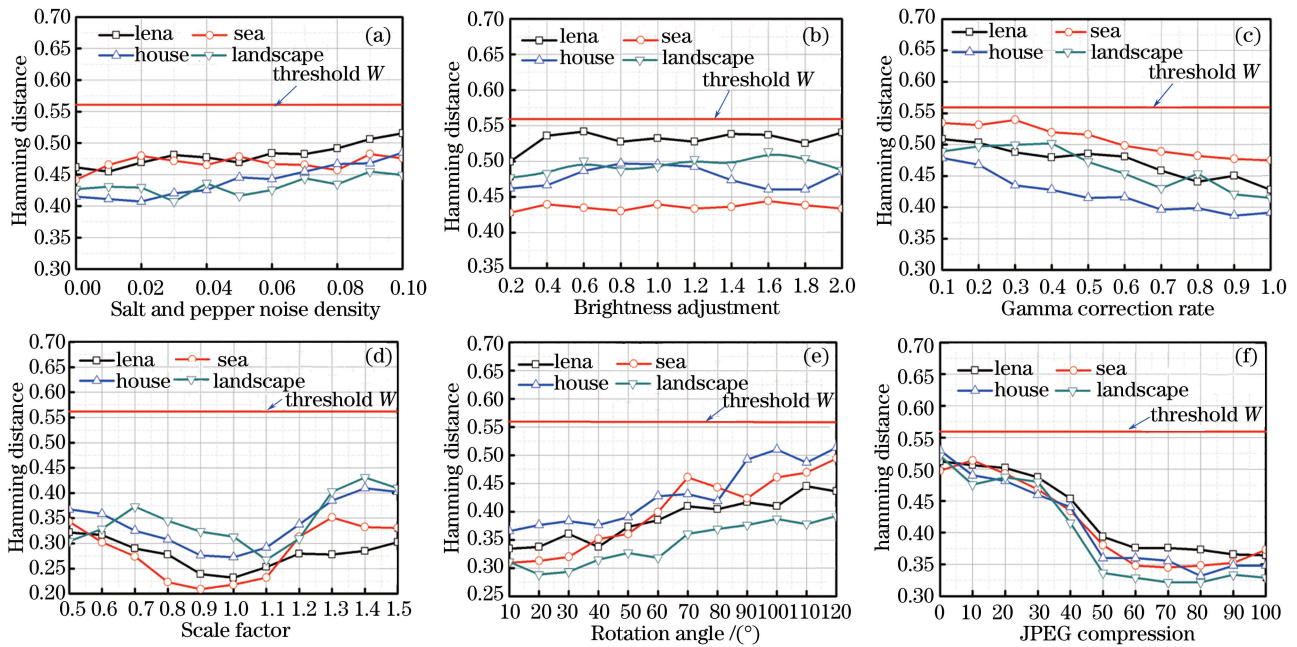 0.70
0.65
0.60
0.55
0.50
0.45
0.40
0.35
0.30
Hamming distance
lena sea (a)
house landscape
threshold W
0.00 0.02 0.04 0.06 0.08 0.10
Salt and pepper noise density
0.70
0.65
0.60
0.55
0.50
0.45
0.40
0.35
Hamming distance
lena sea (b)
house landscape
threshold W
0.2 0.4 0.6 0.8 1.0 1.2 1.4 1.6 1.8 2.0
Brightness adjustment
0.70
0.65
0.60
0.55
0.50
0.45
0.40
0.35
0.30
Hamming distance
lena sea (c)
house landscape
threshold W
0.1 0.2 0.3 0.4 0.5 0.6 0.7 0.8 0.9 1.0
Gamma correction rate
0.70
0.65
0.60
0.55
0.50
0.45
0.40
0.35
0.30
0.25
0.20
Hamming distance
lena sea (d)
house landscape
threshold W
0.5 0.6 0.7 0.8 0.9 1.0 1.1 1.2 1.3 1.4 1.5
Scale factor
0.70
0.65
0.60
0.55
0.50
0.45
0.40
0.35
0.30
0.25
Hamming distance
lena sea (e)
house landscape
threshold W
10 20 30 40 50 60 70 80 90 100 110 120
Rotation angle /(°)
0.70
0.65
0.60
0.55
0.50
0.45
0.40
0.35
0.30
hamming distance
lena sea (f)
house landscape
threshold W
0 10 20 30 40 50 60 70 80 90 100
JPEG compression